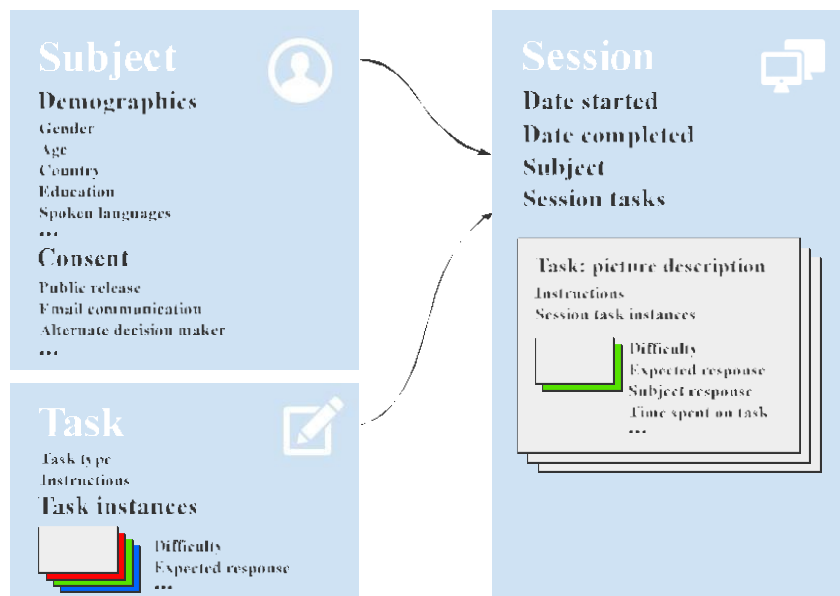 Subject
Demographics
Gender
Age
Country
Education
Spoken languages
...
Consent
Public release
Email communication
Alternate decision maker
...
Task
Task type
Instructions
Task instances
Difficulty
Expected response
...
Session
Date started
Date completed
Subject
Session tasks
Task: picture description
Instructions
Session task instances
Difficulty
Expected response
Subject response
Time spent on task
...